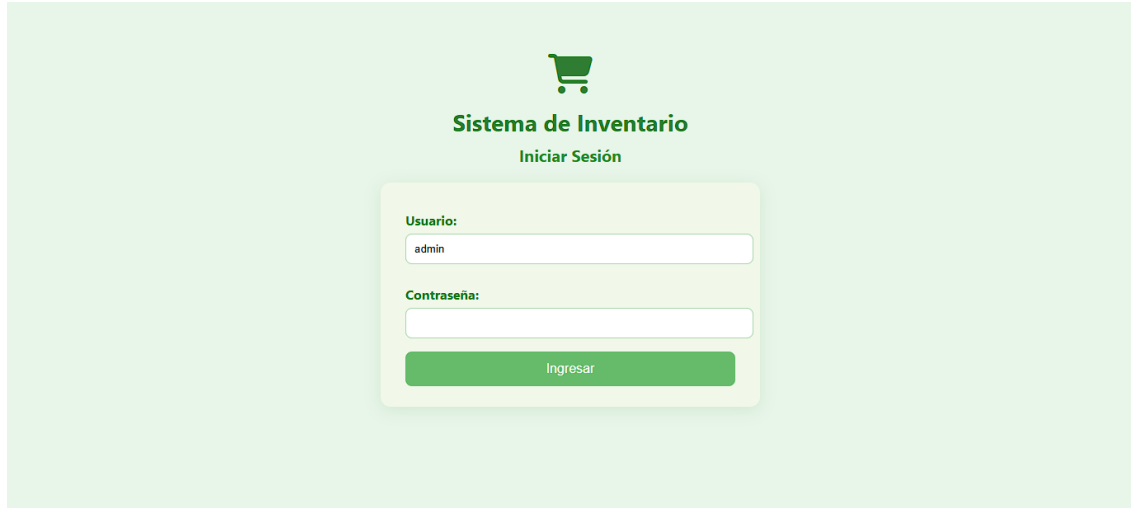 Sistema de Inventario
Iniciar Sesión
Usuario:
admin
Contraseña:
Ingresar